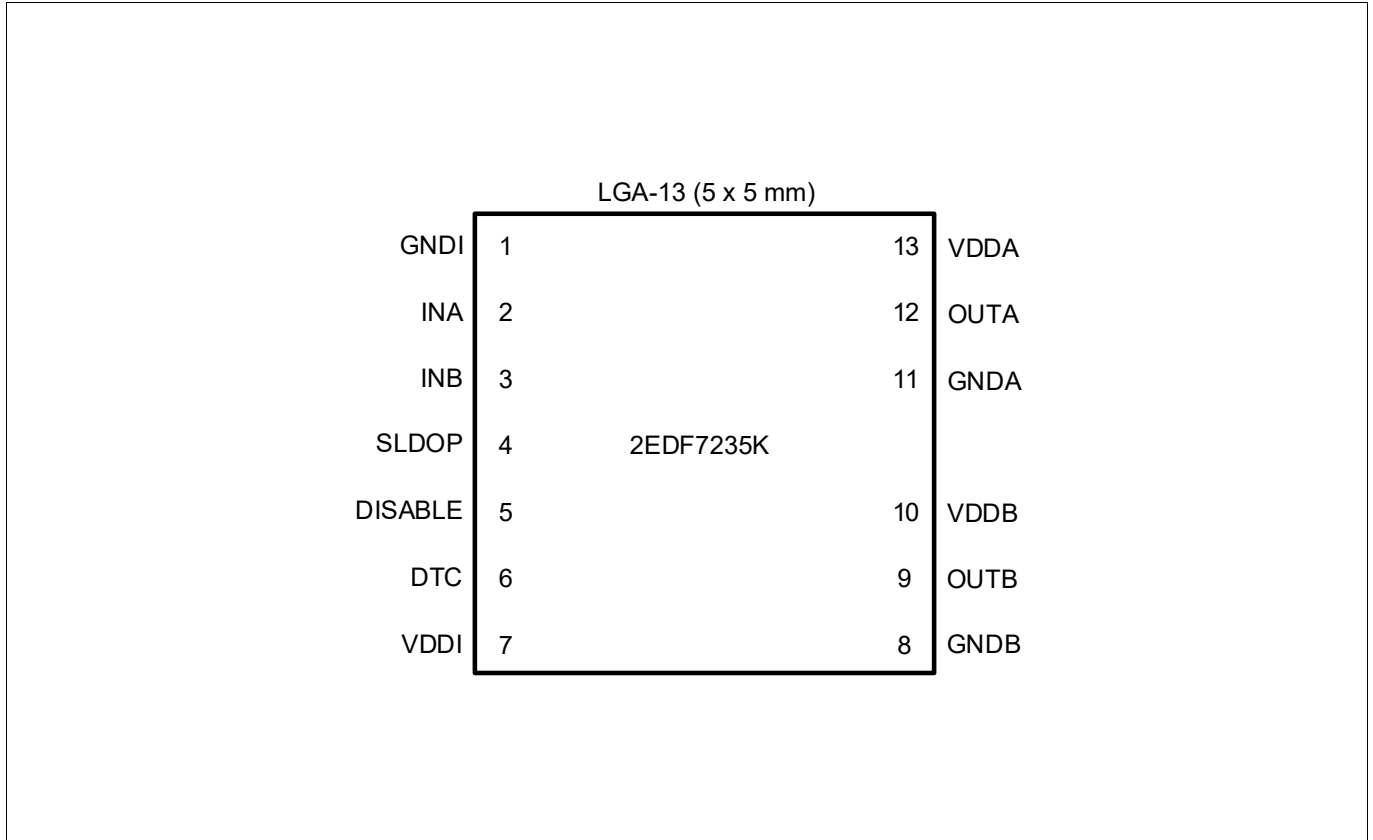 LGA-13 (5 x 5 mm)
GNDI 1 13 VDDA
INA 2 12 OUTA
INB 3 11 GNDA
SLDOP 4 2EDF7235K
DISABLE 5 10 VDDB
DTC 6 9 OUTB
VDDI 7 8 GNDB